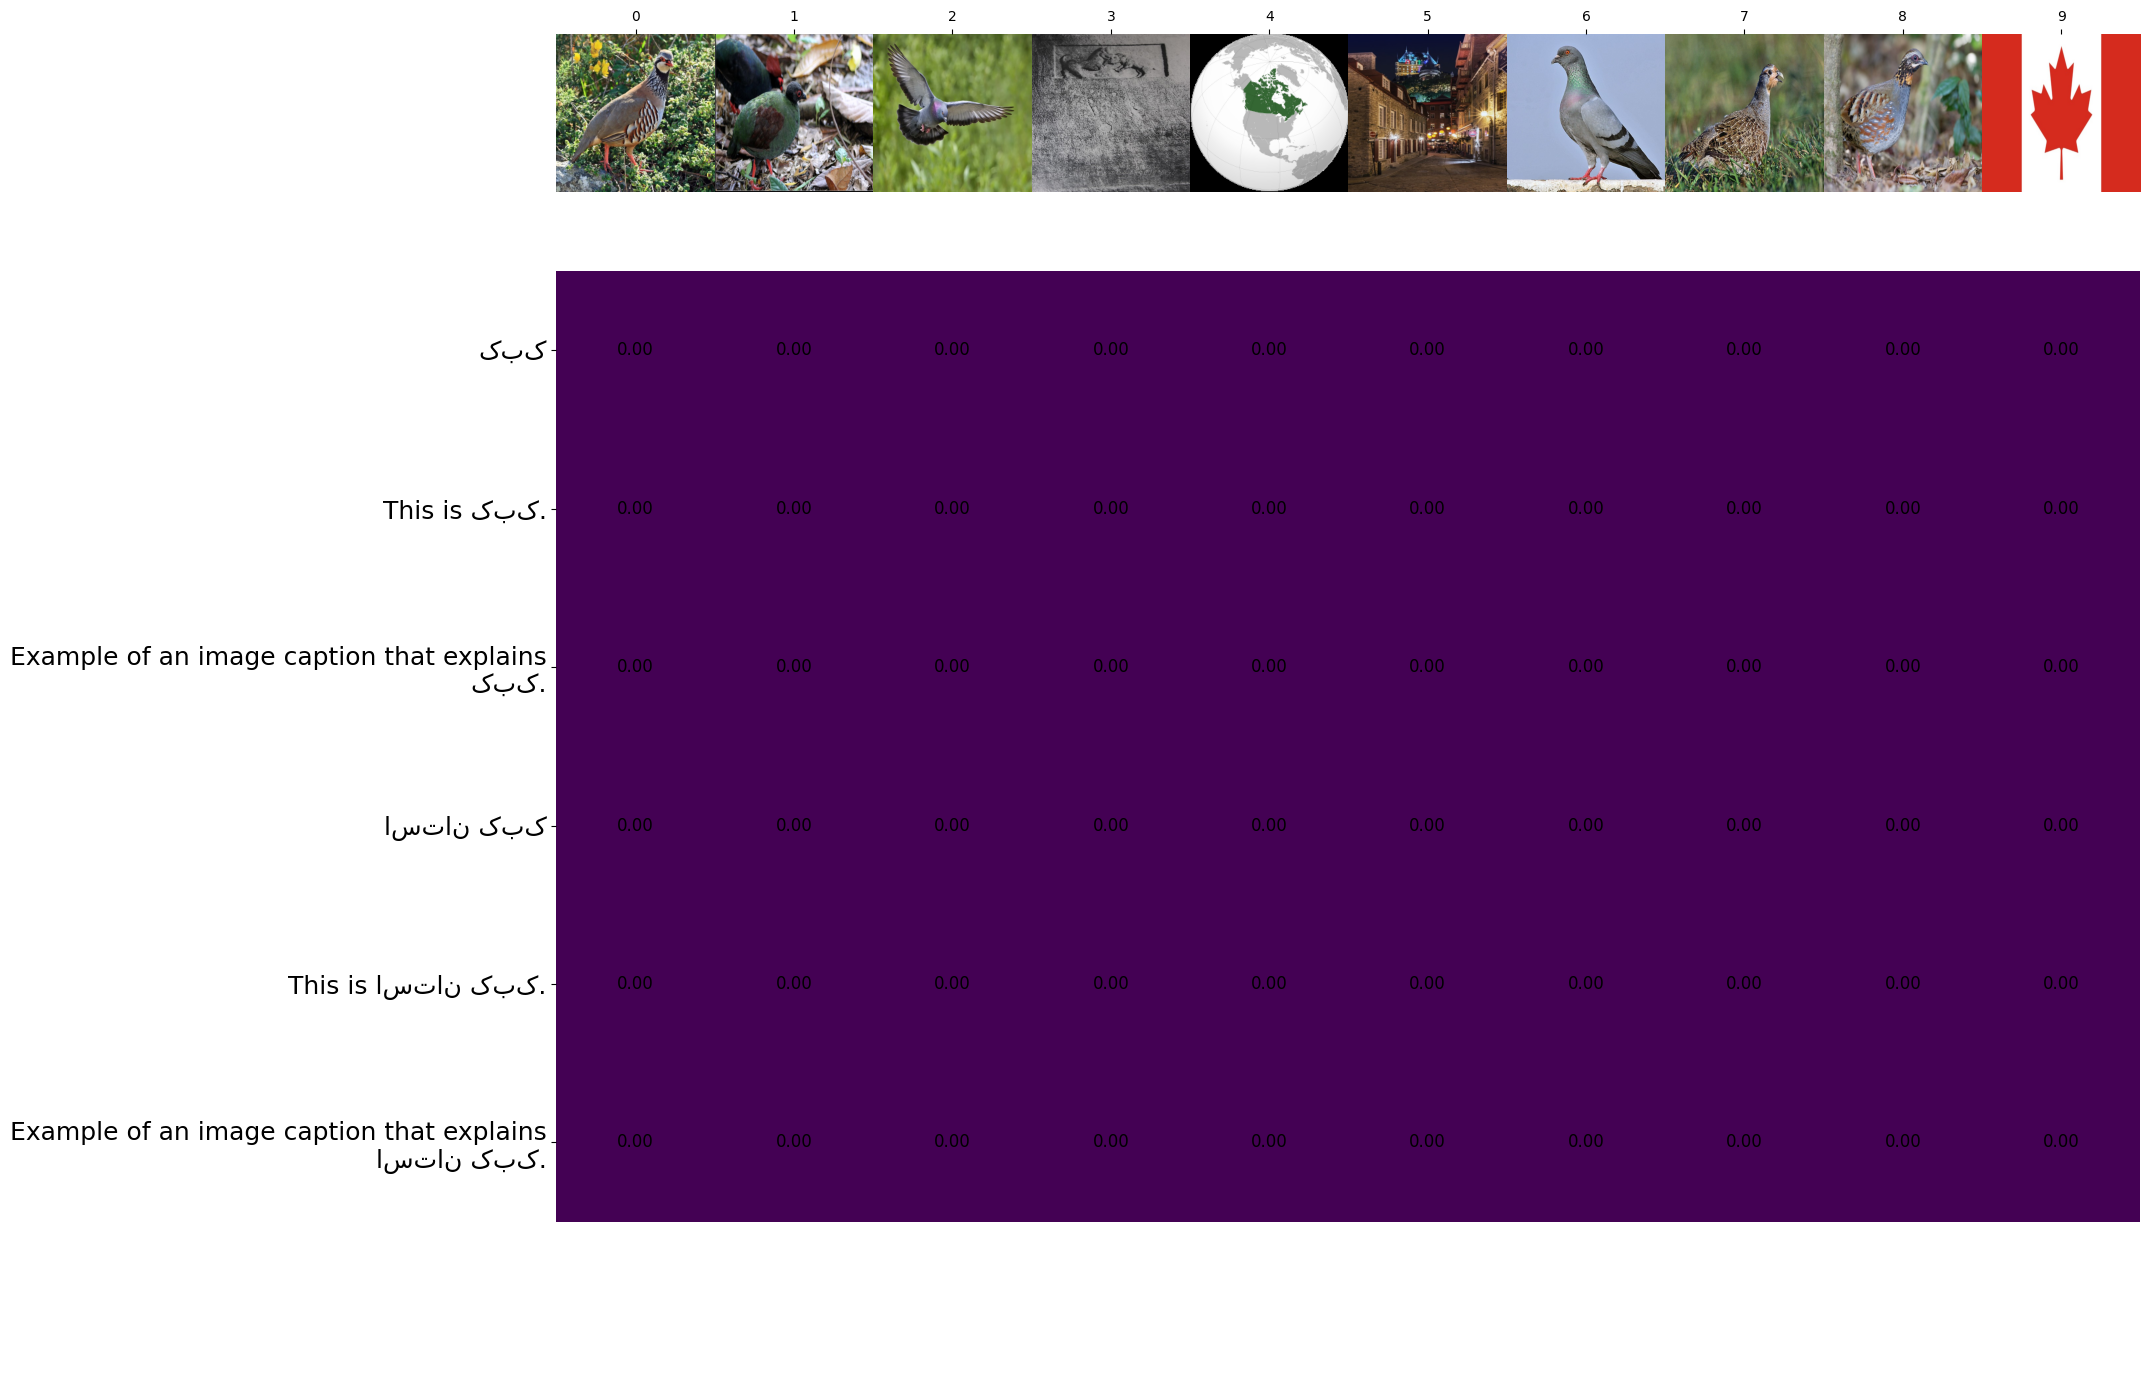 0 1 2 3 4 5 6 7 8 9
کبک 0.00 0.00 0.00 0.00 0.00 0.00 0.00 0.00 0.00 0.00
This is کبک. 0.00 0.00 0.00 0.00 0.00 0.00 0.00 0.00 0.00 0.00
Example of an image caption that explains
کبک. 0.00 0.00 0.00 0.00 0.00 0.00 0.00 0.00 0.00 0.00
استان کبک 0.00 0.00 0.00 0.00 0.00 0.00 0.00 0.00 0.00 0.00
This is استان کبک. 0.00 0.00 0.00 0.00 0.00 0.00 0.00 0.00 0.00 0.00
Example of an image caption that explains
استان کبک. 0.00 0.00 0.00 0.00 0.00 0.00 0.00 0.00 0.00 0.00